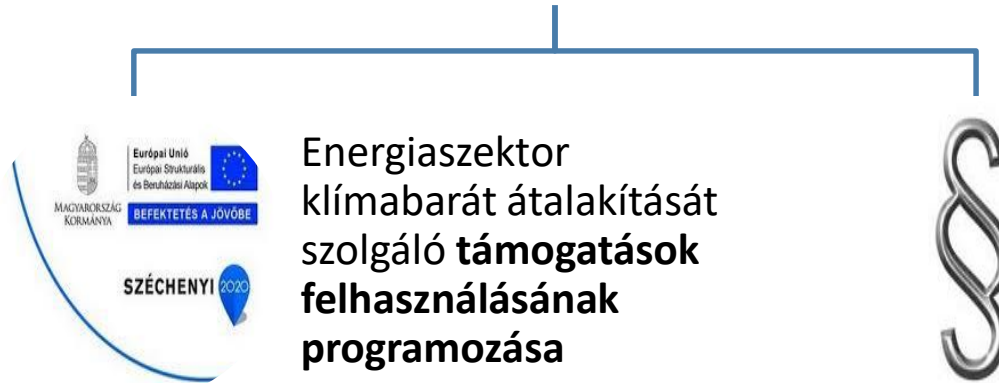 Európai Unió
Európai Strukturális
és Beruházási Alapok
MAGYARORSZÁG
KORMÁNYA
BEFEKTETÉS A JÖVŐBE
SZÉCHENYI 2020
Energiaszektor
klímabarát átalakítását
szolgáló támogatások
felhasználásának
programozása
§